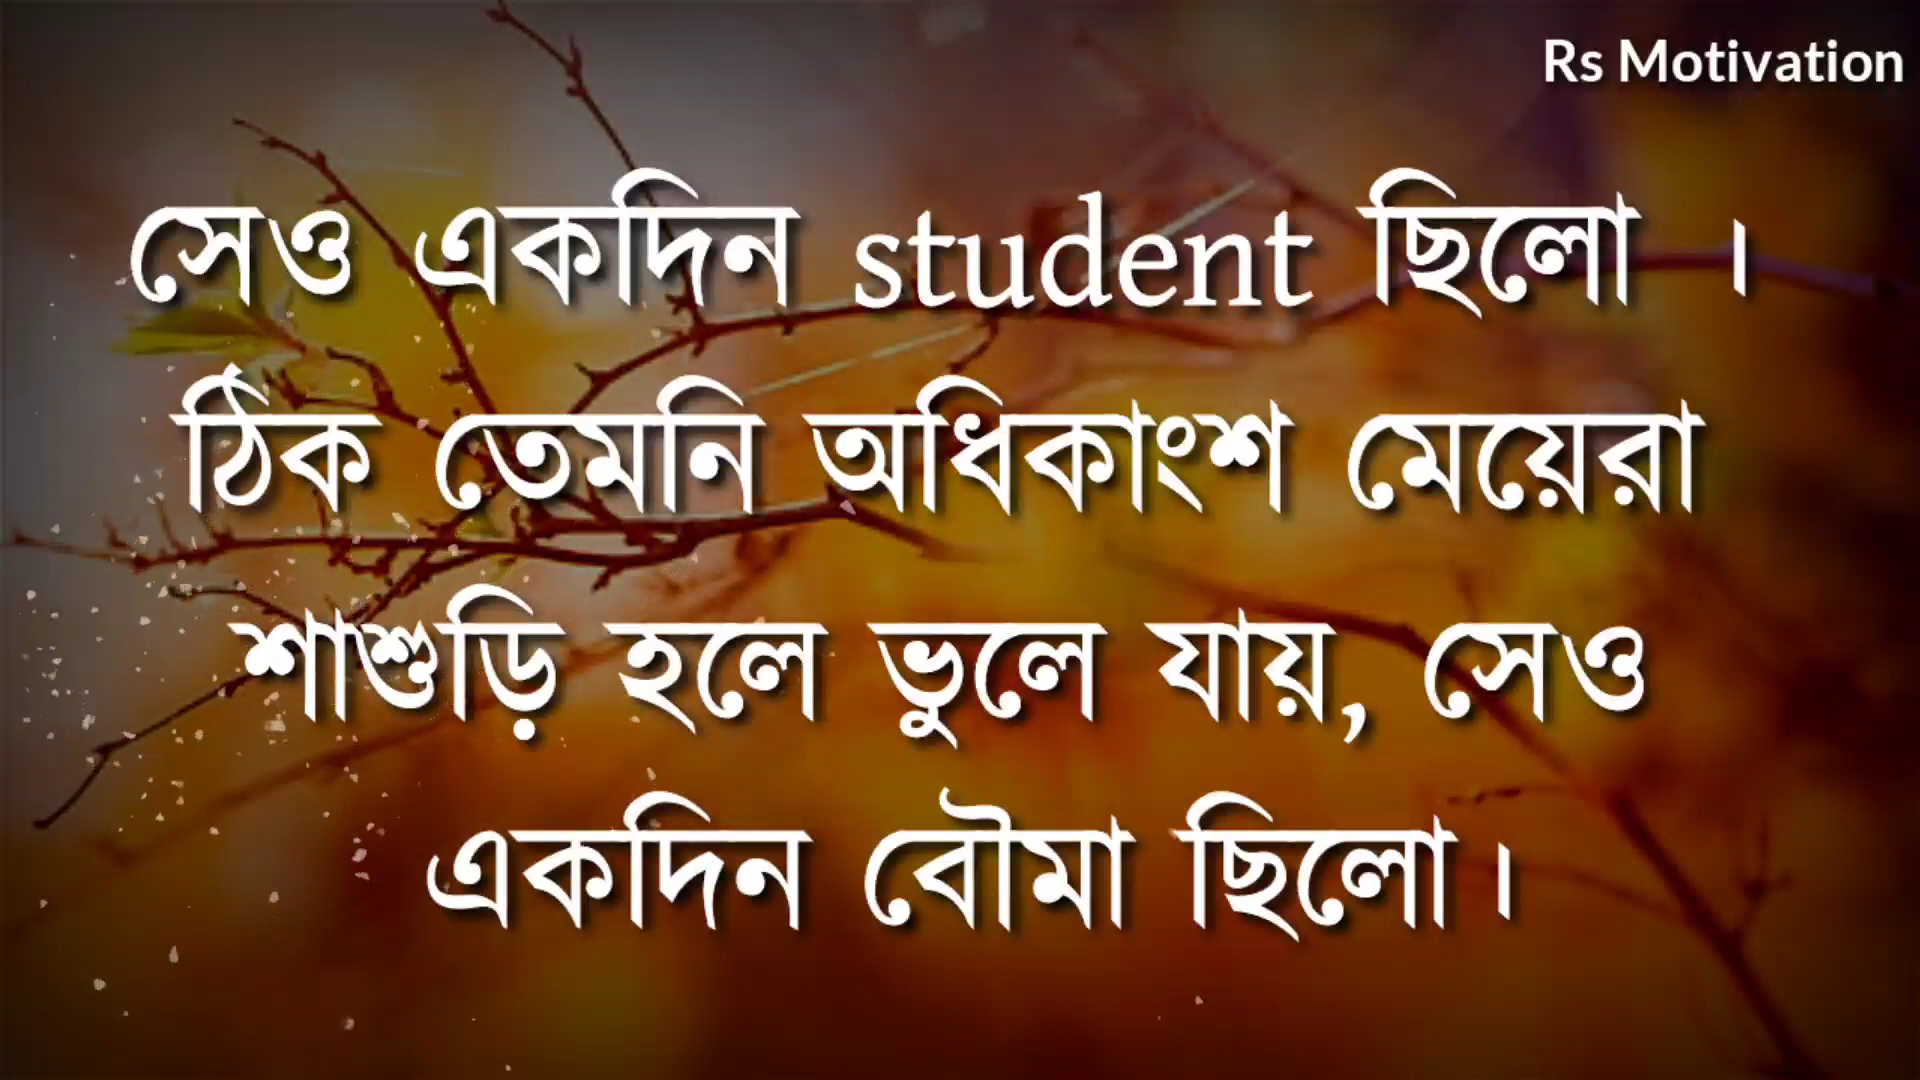 Rs Motivation
সেও একদিন student ছিলো ।
ঠিক তেমনি অধিকাংশ মেয়েরা
শাশুড়ি হলে ভুলে যায়, সেও
একদিন বৌমা ছিলো।